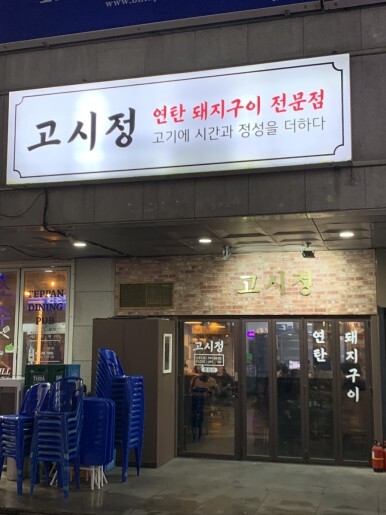 고시정
연탄 돼지구이 전문점
고기에 시간과 정성을 더하다
고시정
TEPPAN
DINING
PUB
고시정
연탄
돼지구이